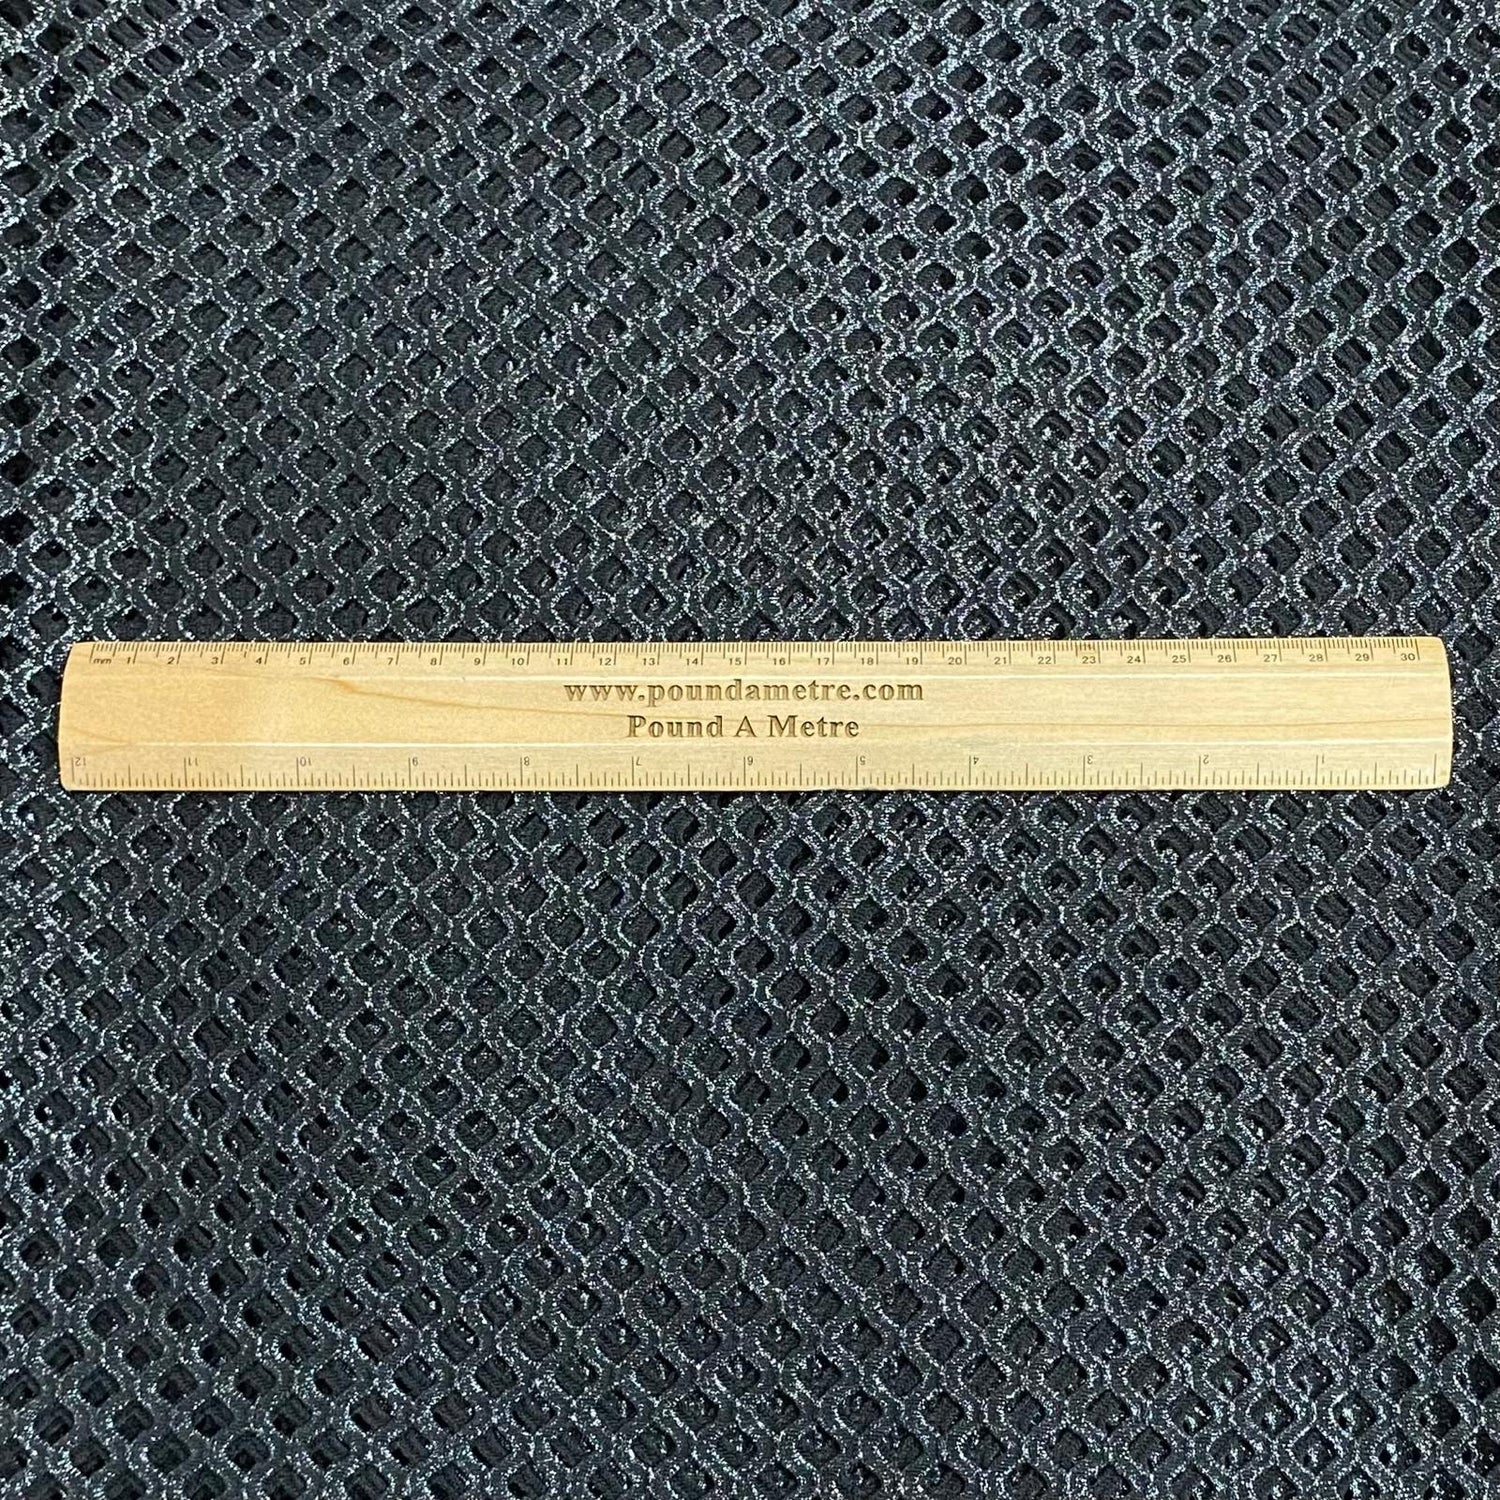 mm 1 2 3 4 5 6 7 8 9 10 11 12 13 14 15 16 17 18 19 20 21 22 23 24 25 26 27 28 29 30
www.poundametre.com
Pound A Metre
12 11 10 9 8 7 6 5 4 3 2 1